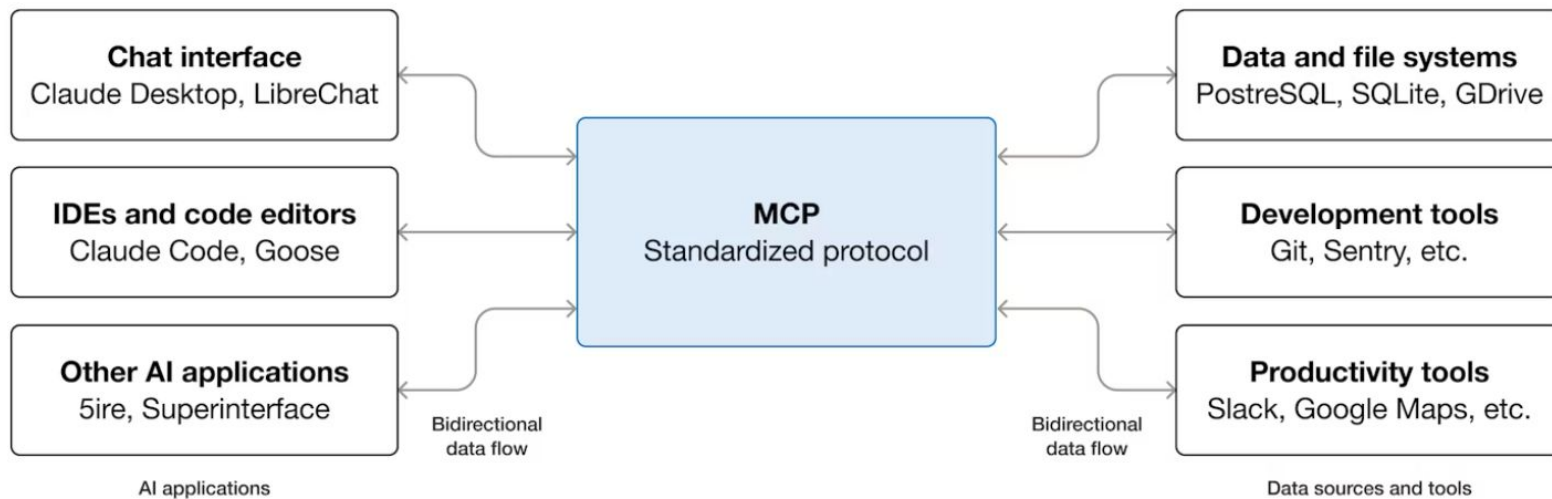 Chat interface
Claude Desktop, LibreChat
IDEs and code editors
Claude Code, Goose
Other AI applications
5ire, Superinterface
AI applications
Bidirectional
data flow
MCP
Standardized protocol
Bidirectional
data flow
Data and file systems
PostreSQL, SQLite, GDrive
Development tools
Git, Sentry, etc.
Productivity tools
Slack, Google Maps, etc.
Data sources and tools